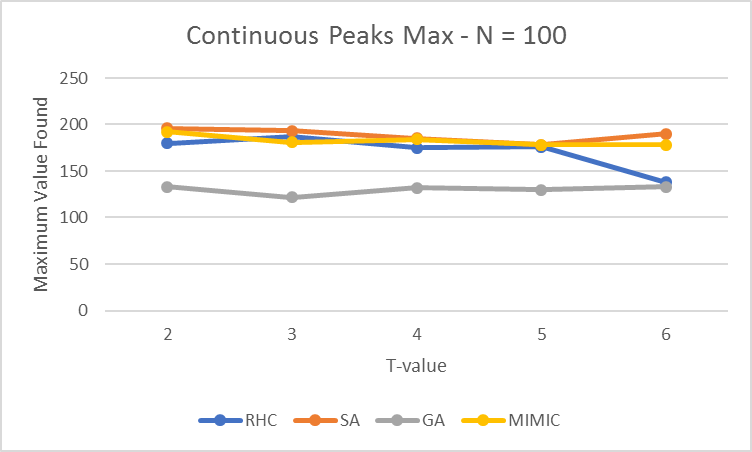 Continuous Peaks Max - N = 100
Maximum Value Found
250
200
150
100
50
0
2 3 4 5 6
T-value
RHC SA GA MIMIC